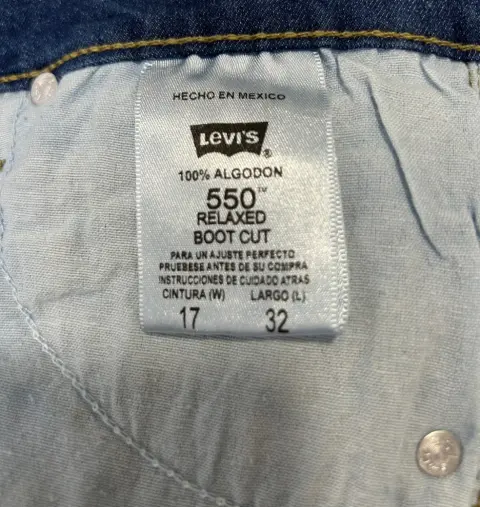 HECHO EN MEXICO
LEVI'S®
100% ALGODON
550™
RELAXED
BOOT CUT
PARA UN AJUSTE PERFECTO
PRUEBESE ANTES DE SU COMPRA
INSTRUCCIONES DE CUIDADO ATRAS
CINTURA (W) LARGO (L)
17 32